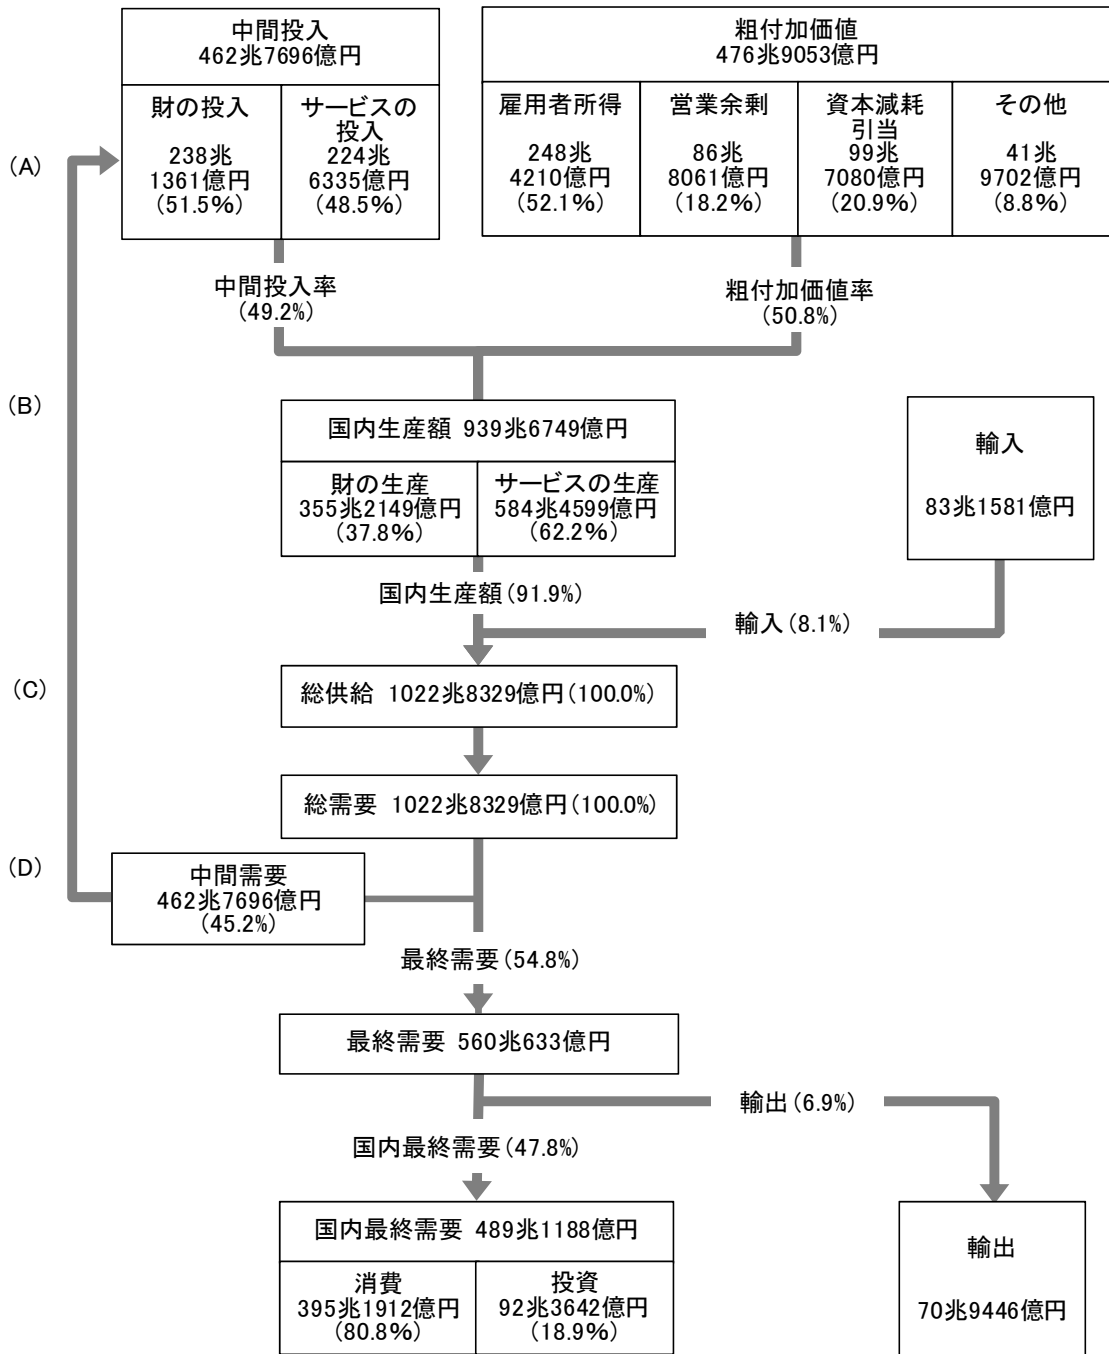 中間投入
462兆7696億円
財の投入
238兆
1361億円
(51.5%)
サービスの
投入
224兆
6335億円
(48.5%)
粗付加価値
476兆9053億円
雇用者所得
248兆
4210億円
(52.1%)
営業余剰
86兆
8061億円
(18.2%)
資本減耗
引当
99兆
7080億円
(20.9%)
その他
41兆
9702億円
(8.8%)
(A)
中間投入率
(49.2%)
粗付加価値率
(50.8%)
(B)
国内生産額 939兆6749億円
財の生産
355兆2149億円
(37.8%)
サービスの生産
584兆4599億円
(62.2%)
輸入
83兆1581億円
国内生産額(91.9%)
輸入(8.1%)
(C)
総供給 1022兆8329億円(100.0%)
総需要 1022兆8329億円(100.0%)
(D)
中間需要
462兆7696億円
(45.2%)
最終需要(54.8%)
最終需要 560兆633億円
輸出(6.9%)
国内最終需要(47.8%)
国内最終需要 489兆1188億円
消費
395兆1912億円
(80.8%)
投資
92兆3642億円
(18.9%)
輸出
70兆9446億円